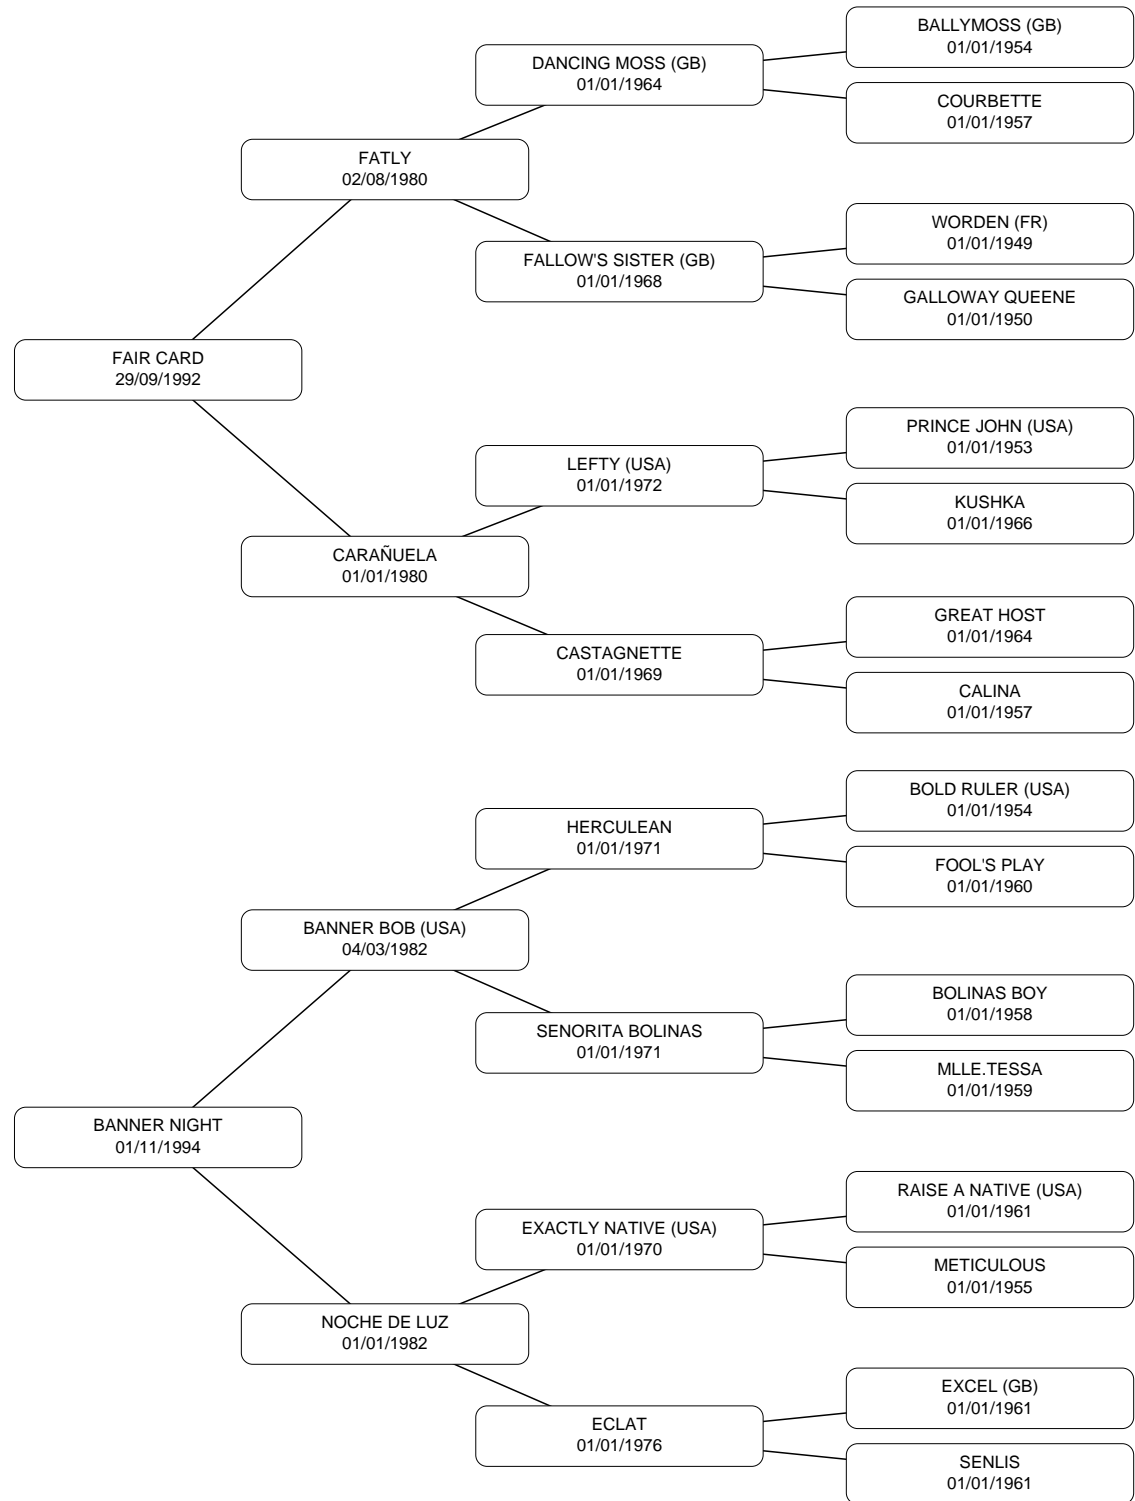 BALLYMOSS (GB)
01/01/1954
DANCING MOSS (GB)
01/01/1964
COURBETTE
01/01/1957
FATLY
02/08/1980
WORDEN (FR)
01/01/1949
FALLOW'S SISTER (GB)
01/01/1968
GALLOWAY QUEENE
01/01/1950
FAIR CARD
29/09/1992
PRINCE JOHN (USA)
01/01/1953
LEFTY (USA)
01/01/1972
KUSHKA
01/01/1966
CARAÑUELA
01/01/1980
GREAT HOST
01/01/1964
CASTAGNETTE
01/01/1969
CALINA
01/01/1957
BOLD RULER (USA)
01/01/1954
HERCULEAN
01/01/1971
FOOL'S PLAY
01/01/1960
BANNER BOB (USA)
04/03/1982
BOLINAS BOY
01/01/1958
SENORITA BOLINAS
01/01/1971
MLLE.TESSA
01/01/1959
BANNER NIGHT
01/11/1994
RAISE A NATIVE (USA)
01/01/1961
EXACTLY NATIVE (USA)
01/01/1970
METICULOUS
01/01/1955
NOCHE DE LUZ
01/01/1982
EXCEL (GB)
01/01/1961
ECLAT
01/01/1976
SENLIS
01/01/1961